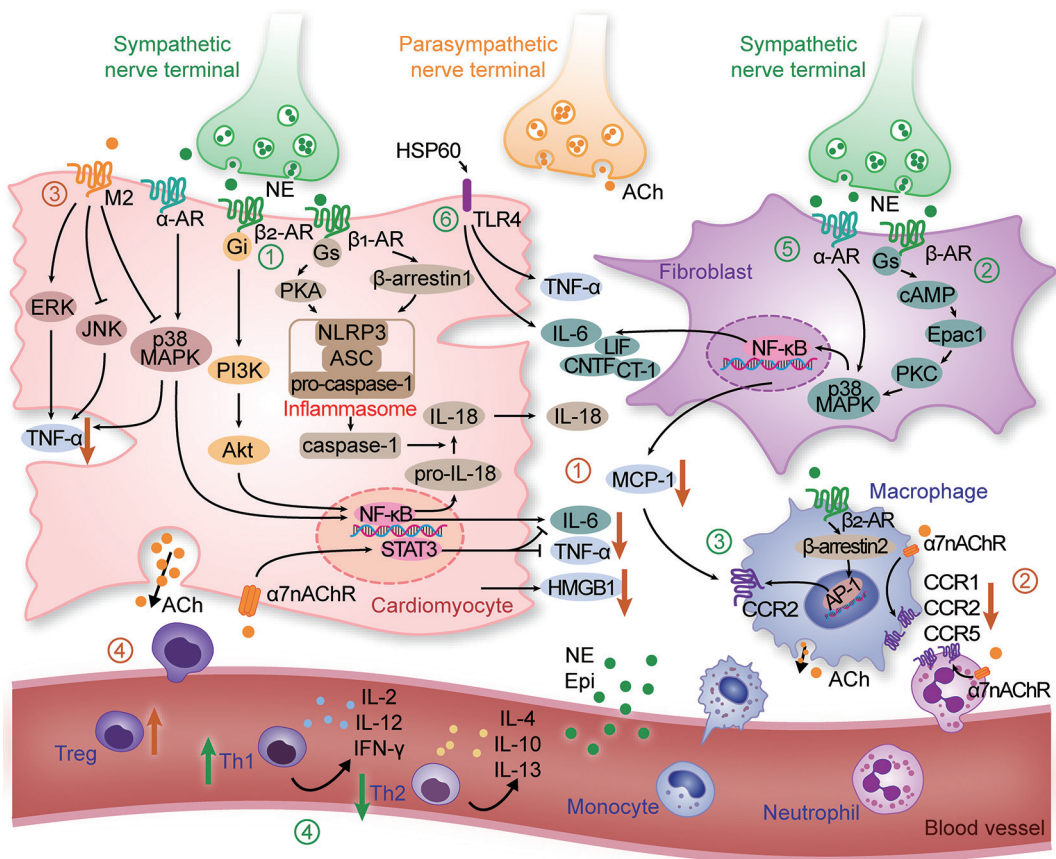 Sympathetic
nerve terminal
Parasympathetic
nerve terminal
Sympathetic
nerve terminal
NE
HSP60
ACh
NE
③
M2
α-AR
Gi
β2-AR
①
Gs
β1-AR
⑥
TLR4
ERK
JNK
p38
MAPK
PI3K
Akt
PKA
β-arrestin1
NLRP3
ASC
pro-caspase-1
Inflammasome
caspase-1
IL-18
pro-IL-18
TNF-α
NF-κB
STAT3
α7nAChR
Cardiomyocyte
ACh
TNF-α
IL-6
LIF
CNTF
CT-1
IL-18
①
MCP-1
IL-6
TNF-α
HMGB1
Fibroblast
⑤
α-AR
Gs
β-AR
②
cAMP
Epac1
PKC
p38
MAPK
NF-κB
Macrophage
③
β2-AR
β-arrestin2
α7nAChR
AP-1
CCR2
CCR1
CCR2
CCR5
②
ACh
α7nAChR
④
Treg
Th1
IL-2
IL-12
IFN-γ
Th2
④
IL-4
IL-10
IL-13
NE
Epi
Monocyte
Neutrophil
Blood vessel